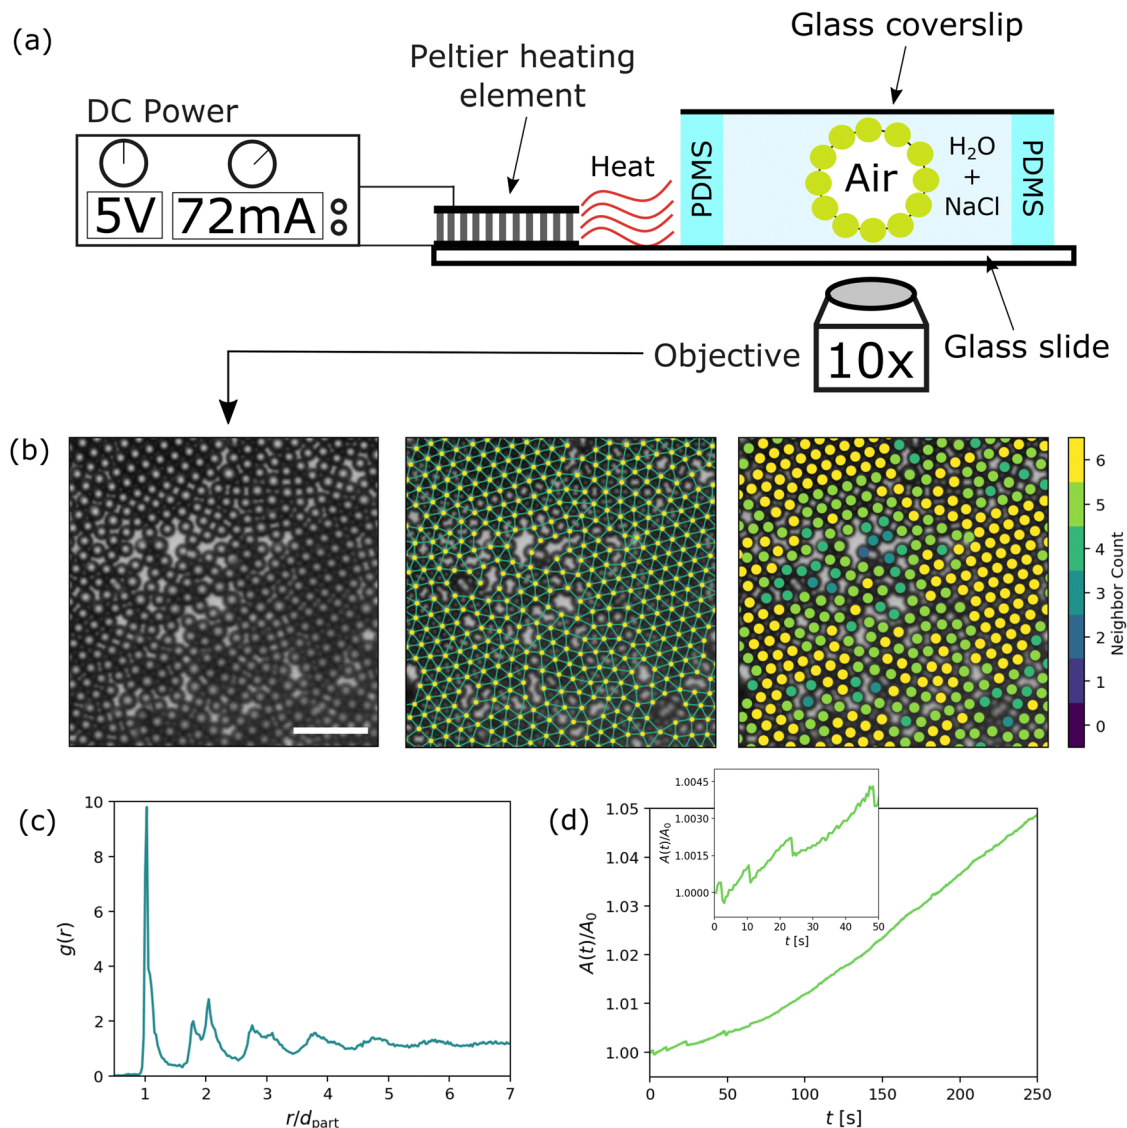 (a)
Glass coverslip
Peltier heating
element
DC Power
5V 72mA
Heat
PDMS
Air
H₂O
+
NaCl
PDMS
Objective
10x
Glass slide
(b)
6
5
4
3
2
1
0
Neighbor Count
(c)
10
8
6
4
2
0
g(r)
1 2 3 4 5 6 7
r/d_part
(d)
1.05
1.04
1.03
1.02
1.01
1.00
A(t)/A₀
0 50 100 150 200 250
t [s]
1.0045
1.0030
1.0015
1.0000
A(t)/A₀
0 10 20 30 40 50
t [s]